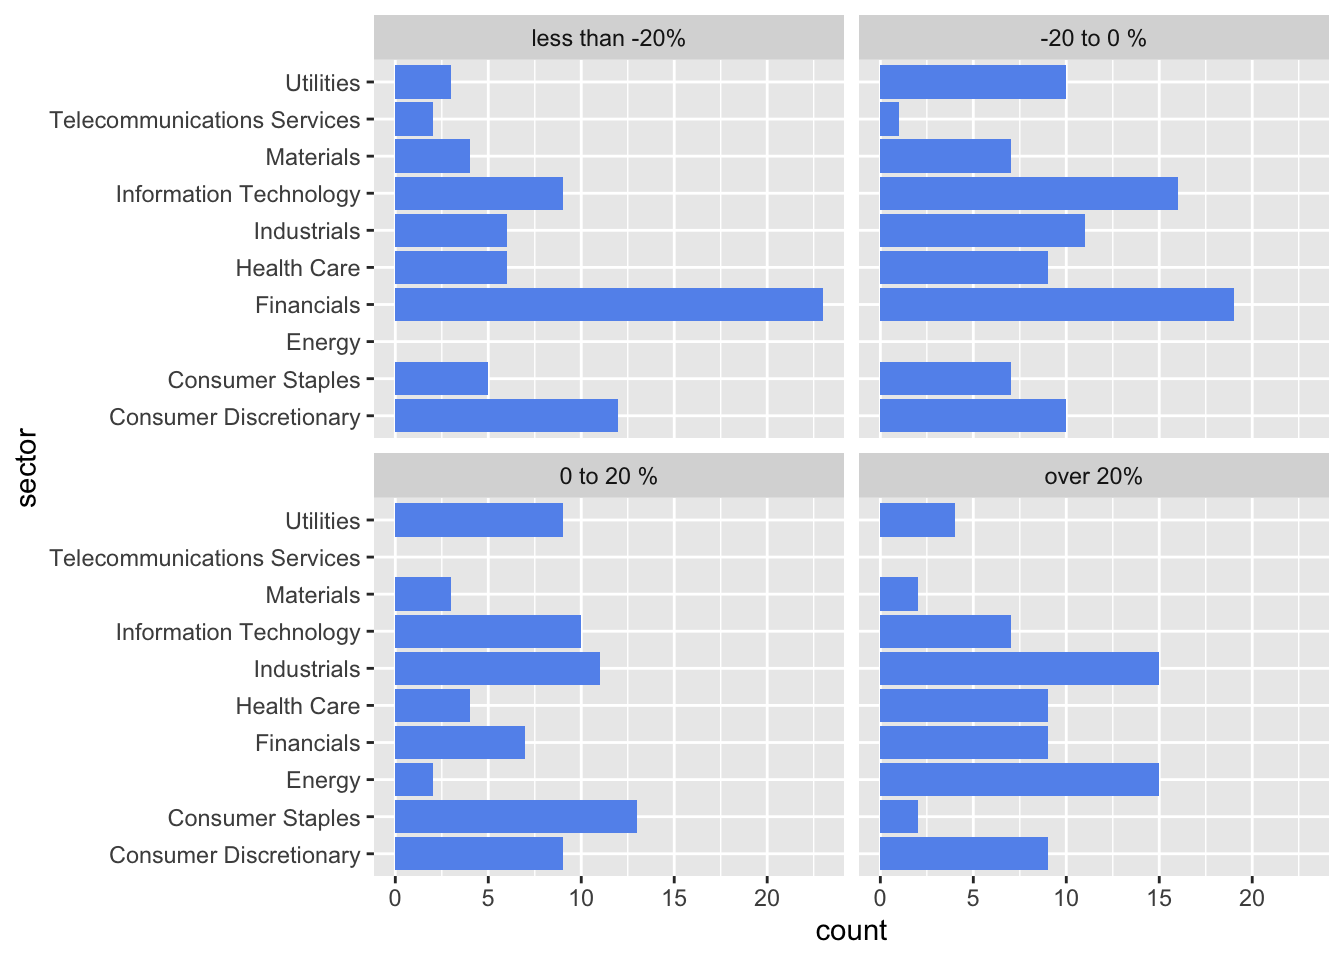 less than -20%
-20 to 0 %
Utilities
Telecommunications Services
Materials
Information Technology
Industrials
Health Care
Financials
Energy
Consumer Staples
Consumer Discretionary
sector
0 to 20 %
over 20%
Utilities
Telecommunications Services
Materials
Information Technology
Industrials
Health Care
Financials
Energy
Consumer Staples
Consumer Discretionary
0 5 10 15 20
0 5 10 15 20
count